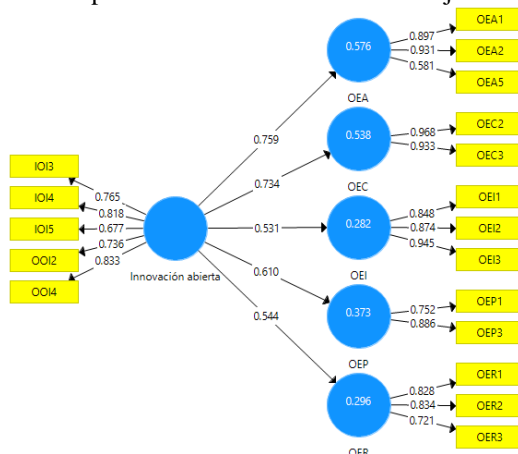 0.576
OEA
0.897
0.931
0.581
OEA1
OEA2
OEA5
0.759
0.538
OEC
0.968
0.933
OEC2
OEC3
0.734
IOI3
IOI4
IOI5
OOI2
OOI4
0.765
0.818
0.677
0.736
0.833
Innovación abierta
0.531
0.282
OEI
0.848
0.874
0.945
OEI1
OEI2
OEI3
0.610
0.373
OEP
0.752
0.886
OEP1
OEP3
0.544
0.296
0.828
0.834
0.721
OER1
OER2
OER3
OER